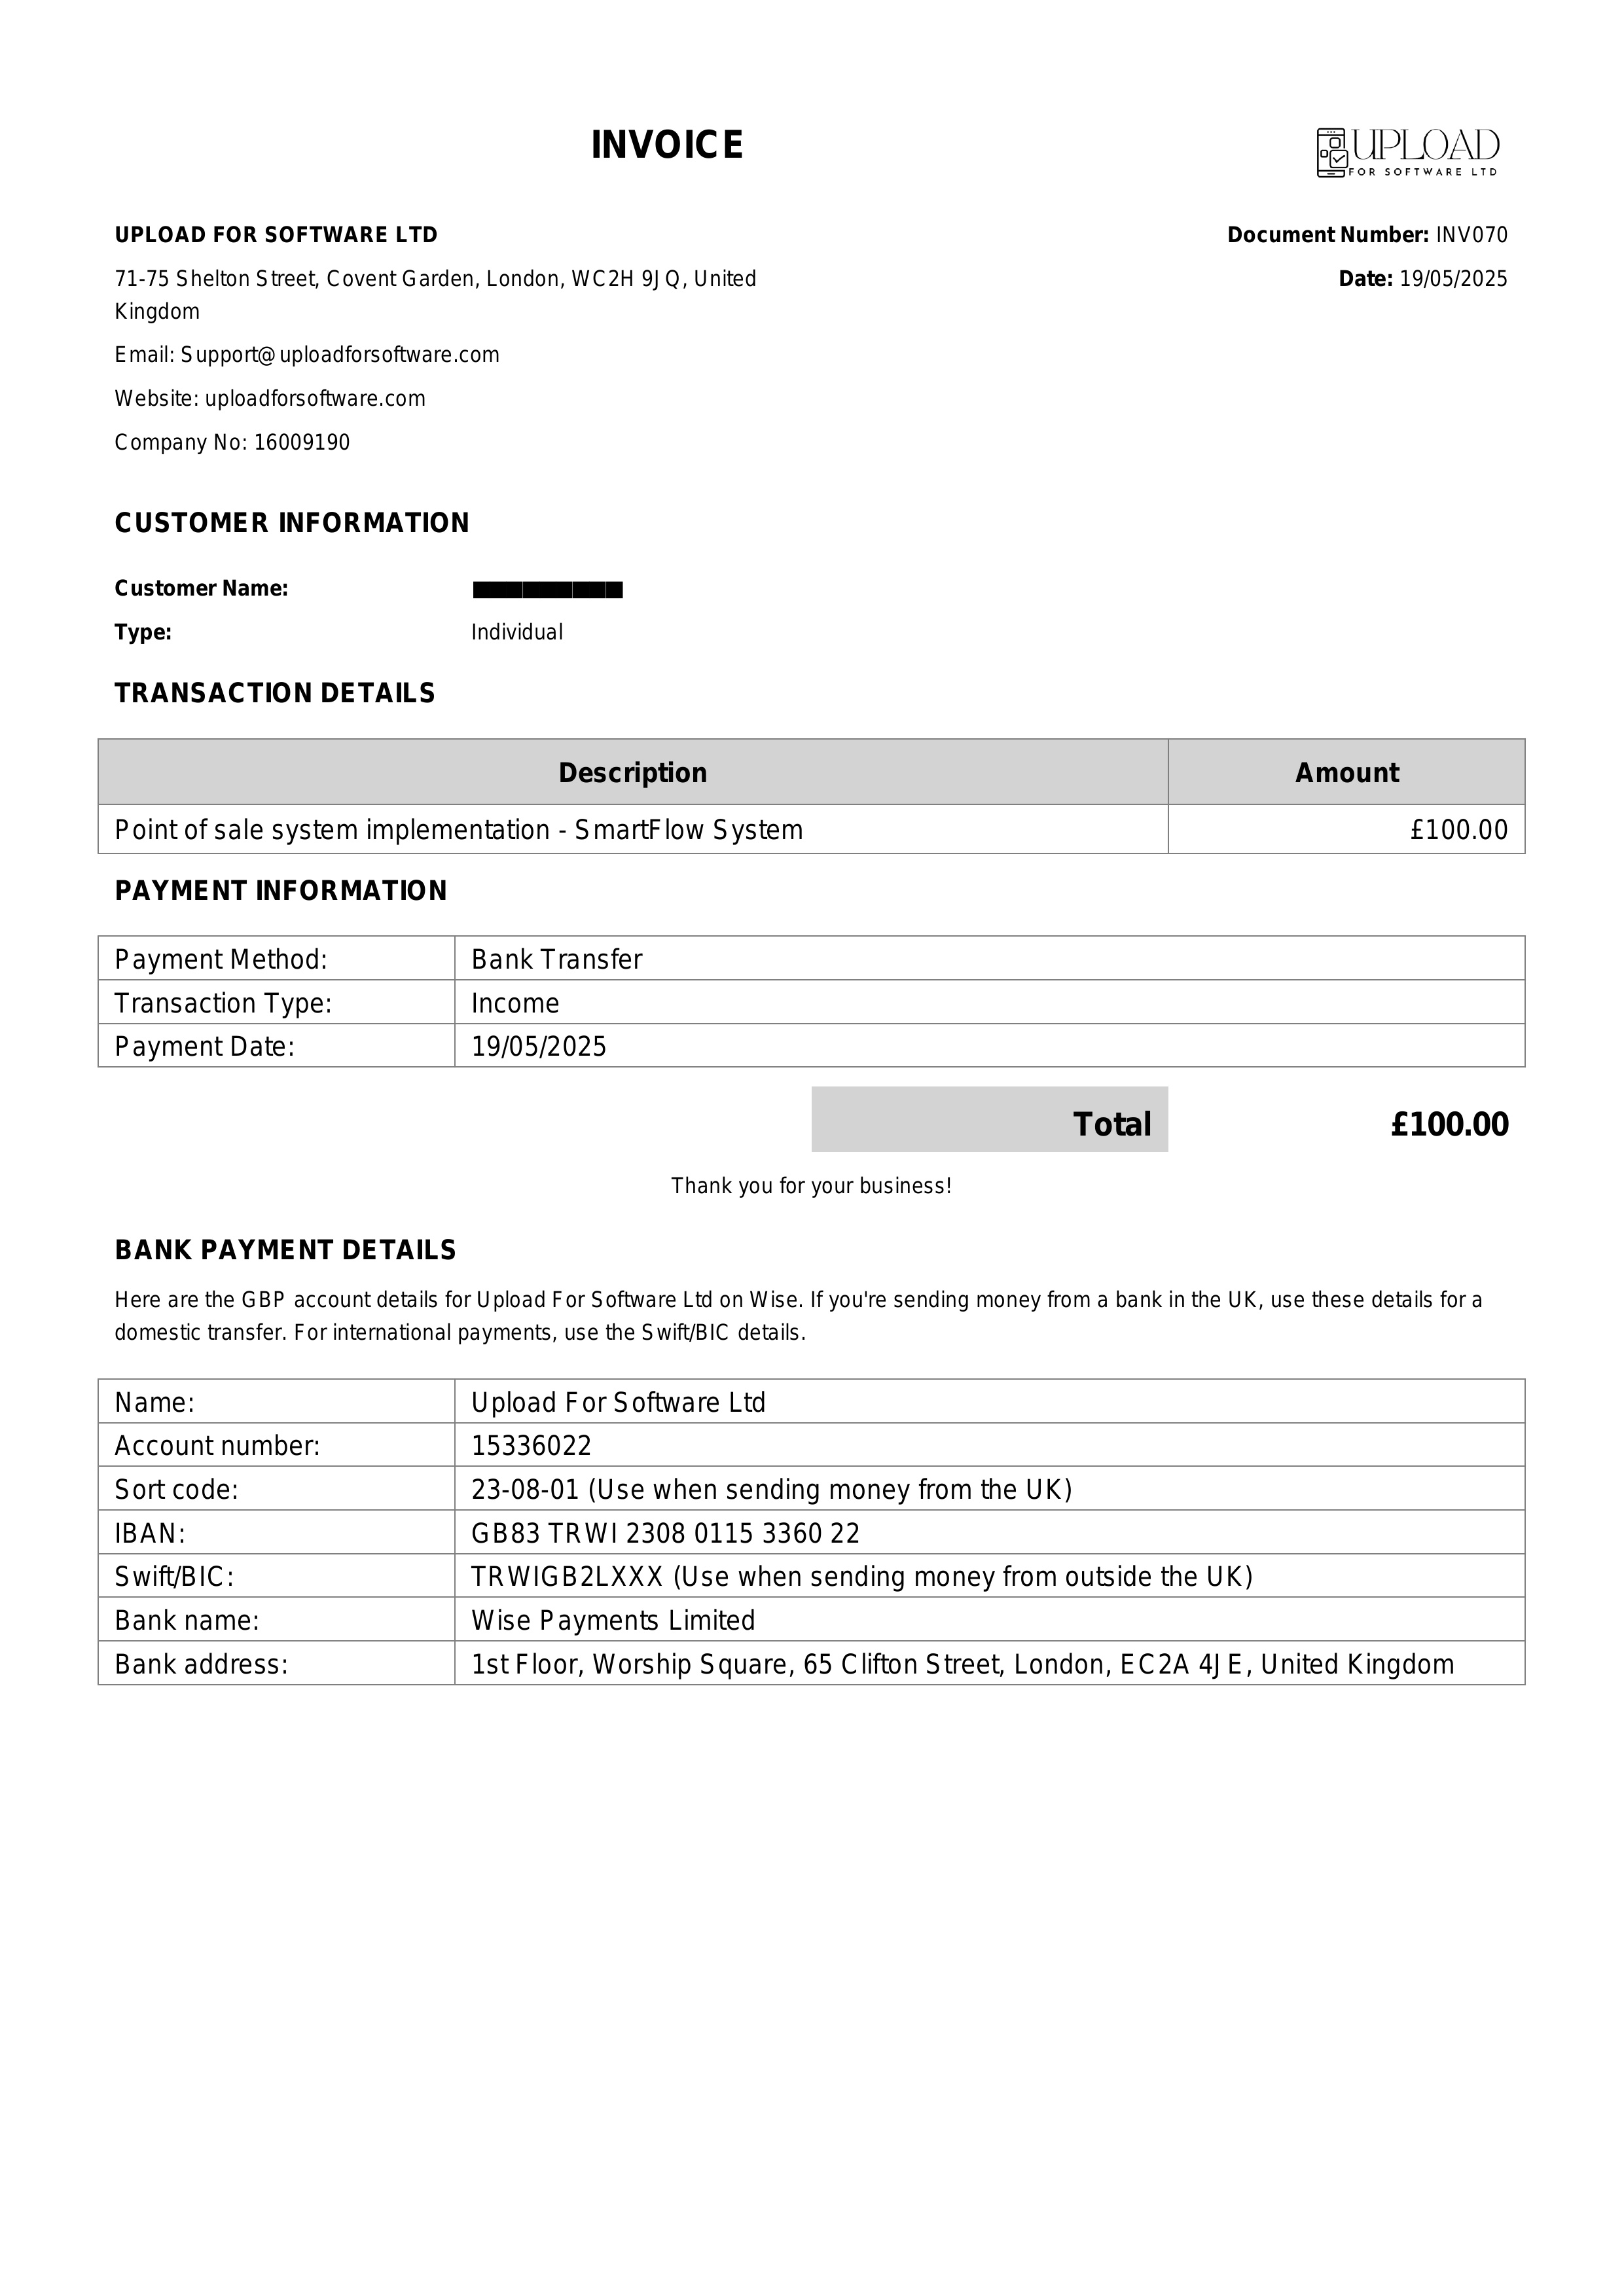 INVOICE
UPLOAD
FOR SOFTWARE LTD
UPLOAD FOR SOFTWARE LTD
Document Number: INV070
71-75 Shelton Street, Covent Garden, London, WC2H 9JQ, United
Kingdom
Date: 19/05/2025
Email: Support@uploadforsoftware.com
Website: uploadforsoftware.com
Company No: 16009190
CUSTOMER INFORMATION
Customer Name:
Type: Individual
TRANSACTION DETAILS
Description Amount
Point of sale system implementation - SmartFlow System £100.00
PAYMENT INFORMATION
Payment Method: Bank Transfer
Transaction Type: Income
Payment Date: 19/05/2025
Total £100.00
Thank you for your business!
BANK PAYMENT DETAILS
Here are the GBP account details for Upload For Software Ltd on Wise. If you're sending money from a bank in the UK, use these details for a
domestic transfer. For international payments, use the Swift/BIC details.
Name: Upload For Software Ltd
Account number: 15336022
Sort code: 23-08-01 (Use when sending money from the UK)
IBAN: GB83 TRWI 2308 0115 3360 22
Swift/BIC: TRWIGB2LXXX (Use when sending money from outside the UK)
Bank name: Wise Payments Limited
Bank address: 1st Floor, Worship Square, 65 Clifton Street, London, EC2A 4JE, United Kingdom